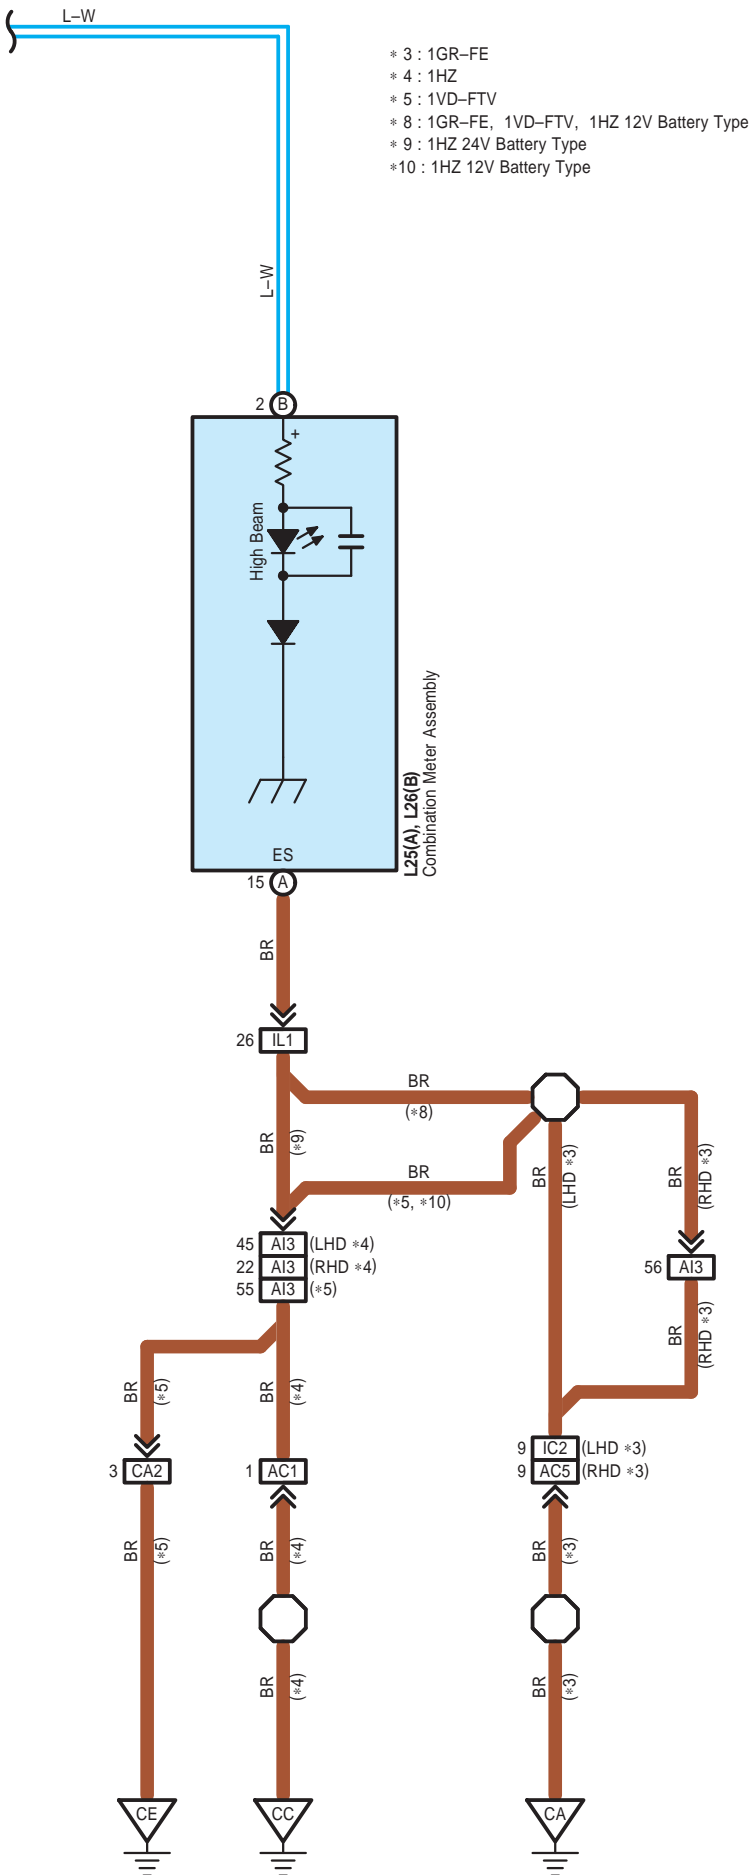 L–W
* 3 : 1GR–FE
* 4 : 1HZ
* 5 : 1VD–FTV
* 8 : 1GR–FE, 1VD–FTV, 1HZ 12V Battery Type
* 9 : 1HZ 24V Battery Type
*10 : 1HZ 12V Battery Type
L–W
2 B
+
High Beam
L25(A), L26(B)
Combination Meter Assembly
ES
15 A
BR
26 IL1
BR
(*8)
BR
(*9)
BR
(*5, *10)
BR
(LHD *3)
BR
(RHD *3)
45 AI3 (LHD *4)
22 AI3 (RHD *4)
55 AI3 (*5)
56 AI3
BR
(RHD *3)
BR
(*5)
BR
(*4)
9 IC2 (LHD *3)
9 AC5 (RHD *3)
3 CA2
1 AC1
BR
(*5)
BR
(*4)
BR
(*3)
BR
(*4)
BR
(*3)
CE
CC
CA